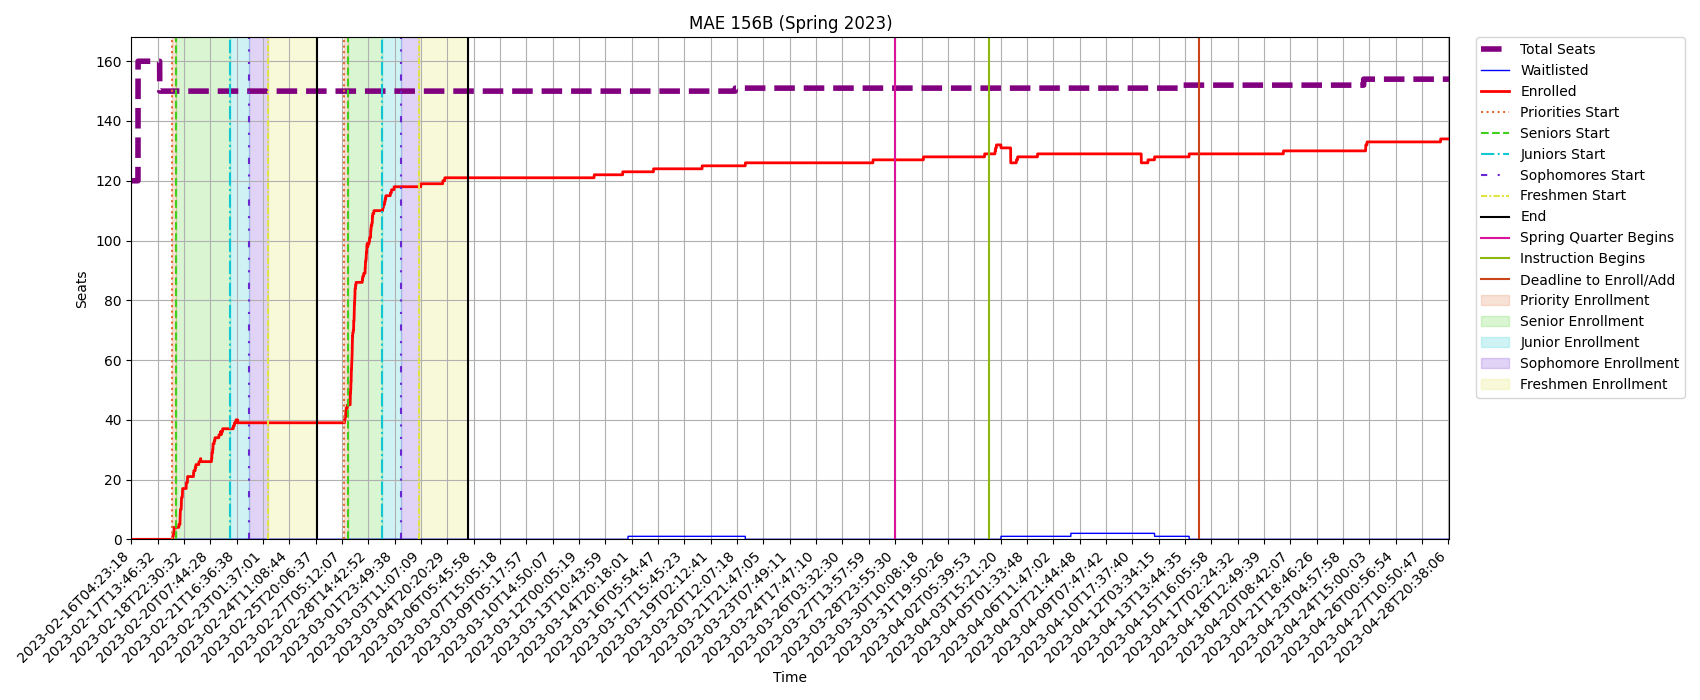 MAE 156B (Spring 2023)
Seats
160
140
120
100
80
60
40
20
0
2023-02-16T04:23:18
2023-02-17T13:46:32
2023-02-18T22:30:32
2023-02-20T07:44:28
2023-02-21T16:36:38
2023-02-23T01:37:01
2023-02-24T11:08:44
2023-02-25T20:06:37
2023-02-27T05:12:07
2023-02-28T14:42:52
2023-03-01T23:49:38
2023-03-03T11:07:09
2023-03-04T20:20:29
2023-03-06T05:45:58
2023-03-07T15:05:18
2023-03-09T05:17:57
2023-03-10T14:50:07
2023-03-12T00:05:19
2023-03-13T10:43:59
2023-03-14T20:18:01
2023-03-16T05:54:47
2023-03-17T15:45:23
2023-03-19T02:12:41
2023-03-20T12:07:18
2023-03-21T21:47:05
2023-03-23T07:49:11
2023-03-24T17:47:10
2023-03-26T03:32:30
2023-03-27T13:57:59
2023-03-28T23:55:30
2023-03-30T10:08:18
2023-03-31T19:50:26
2023-04-02T05:39:53
2023-04-03T15:21:20
2023-04-05T01:33:48
2023-04-06T11:47:02
2023-04-07T21:44:48
2023-04-09T07:47:42
2023-04-10T17:37:40
2023-04-12T03:34:15
2023-04-13T13:44:35
2023-04-15T16:05:58
2023-04-17T02:24:32
2023-04-18T12:49:39
2023-04-20T08:42:07
2023-04-21T18:46:26
2023-04-23T04:57:58
2023-04-24T15:00:03
2023-04-26T00:56:54
2023-04-27T10:50:47
2023-04-28T20:38:06
Time
Total Seats
Waitlisted
Enrolled
Priorities Start
Seniors Start
Juniors Start
Sophomores Start
Freshmen Start
End
Spring Quarter Begins
Instruction Begins
Deadline to Enroll/Add
Priority Enrollment
Senior Enrollment
Junior Enrollment
Sophomore Enrollment
Freshmen Enrollment